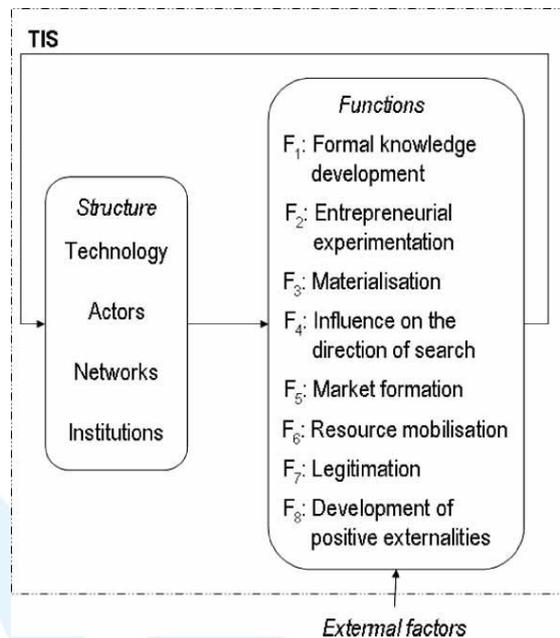 TIS
Structure
Technology
Actors
Networks
Institutions
Functions
F₁: Formal knowledge
development
F₂: Entrepreneurial
experimentation
F₃: Materialisation
F₄: Influence on the
direction of search
F₅: Market formation
F₆: Resource mobilisation
F₇: Legitimation
F₈: Development of
positive externalities
Extermal factors